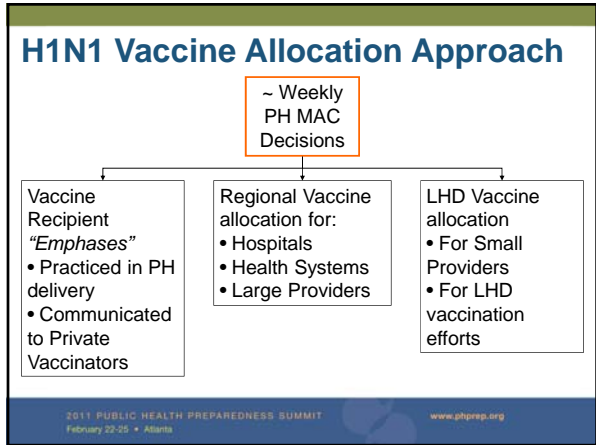 H1N1 Vaccine Allocation Approach
~ Weekly
PH MAC
Decisions
Vaccine
Recipient
“Emphases”
• Practiced in PH
delivery
• Communicated
to Private
Vaccinators
Regional Vaccine
allocation for:
• Hospitals
• Health Systems
• Large Providers
LHD Vaccine
allocation
• For Small
Providers
• For LHD
vaccination
efforts
2011 PUBLIC HEALTH PREPAREDNESS SUMMIT
February 22-25 • Atlanta
www.phprep.org